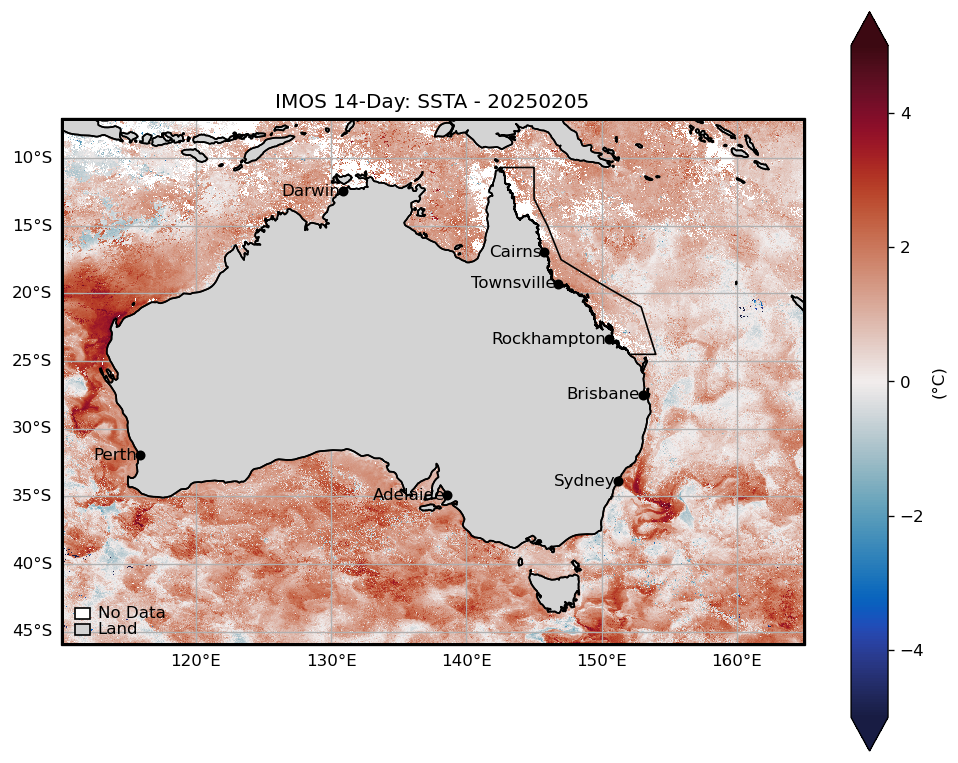 IMOS 14-Day: SSTA - 20250205
10°S
15°S
20°S
25°S
30°S
35°S
40°S
45°S
Darwin
Cairns
Townsville
Rockhampton
Brisbane
Perth
Sydney
Adelaide
No Data
Land
120°E
130°E
140°E
150°E
160°E
4
2
0
−2
−4
(°C)